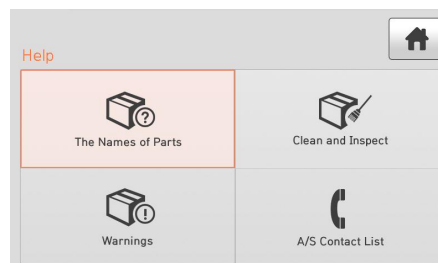 Help
The Names of Parts
Clean and Inspect
Warnings
A/S Contact List